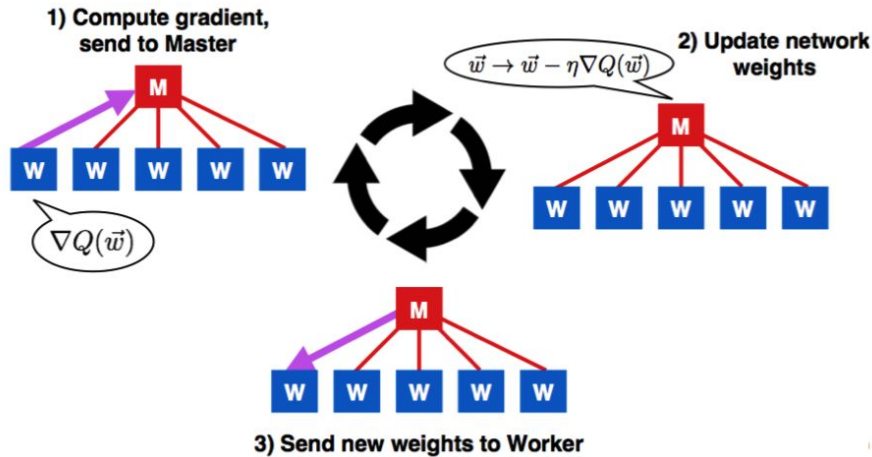 1) Compute gradient,
send to Master
M
W W W W W
∇Q(w⃗)
w⃗ → w⃗ − η∇Q(w⃗)
2) Update network
weights
M
W W W W W
M
W W W W W
3) Send new weights to Worker